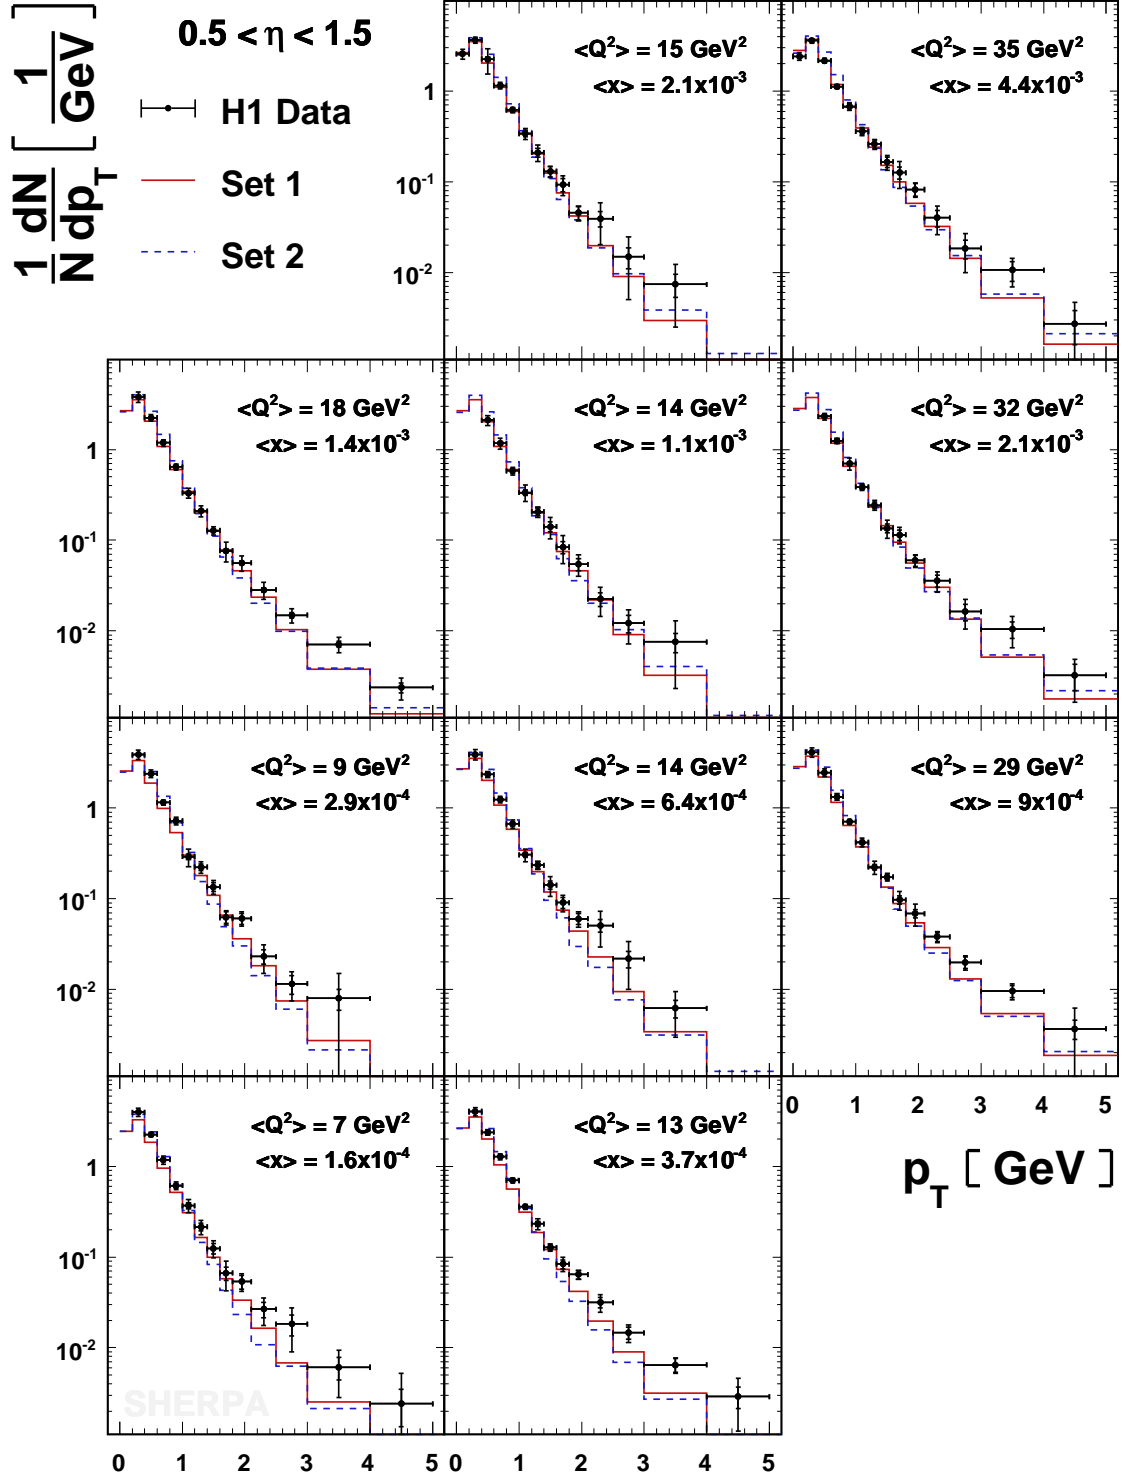 0.5 < η < 1.5
1/N dN/dp_T [ 1/GeV ]
H1 Data
Set 1
Set 2
<Q²> = 15 GeV²
<x> = 2.1x10⁻³
<Q²> = 35 GeV²
<x> = 4.4x10⁻³
1
10⁻¹
10⁻²
<Q²> = 18 GeV²
<x> = 1.4x10⁻³
<Q²> = 14 GeV²
<x> = 1.1x10⁻³
<Q²> = 32 GeV²
<x> = 2.1x10⁻³
1
10⁻¹
10⁻²
<Q²> = 9 GeV²
<x> = 2.9x10⁻⁴
<Q²> = 14 GeV²
<x> = 6.4x10⁻⁴
<Q²> = 29 GeV²
<x> = 9x10⁻⁴
1
10⁻¹
10⁻²
0 1 2 3 4 5
<Q²> = 7 GeV²
<x> = 1.6x10⁻⁴
<Q²> = 13 GeV²
<x> = 3.7x10⁻⁴
1
10⁻¹
10⁻²
p_T [ GeV ]
SHERPA
0 1 2 3 4 5 0 1 2 3 4 5